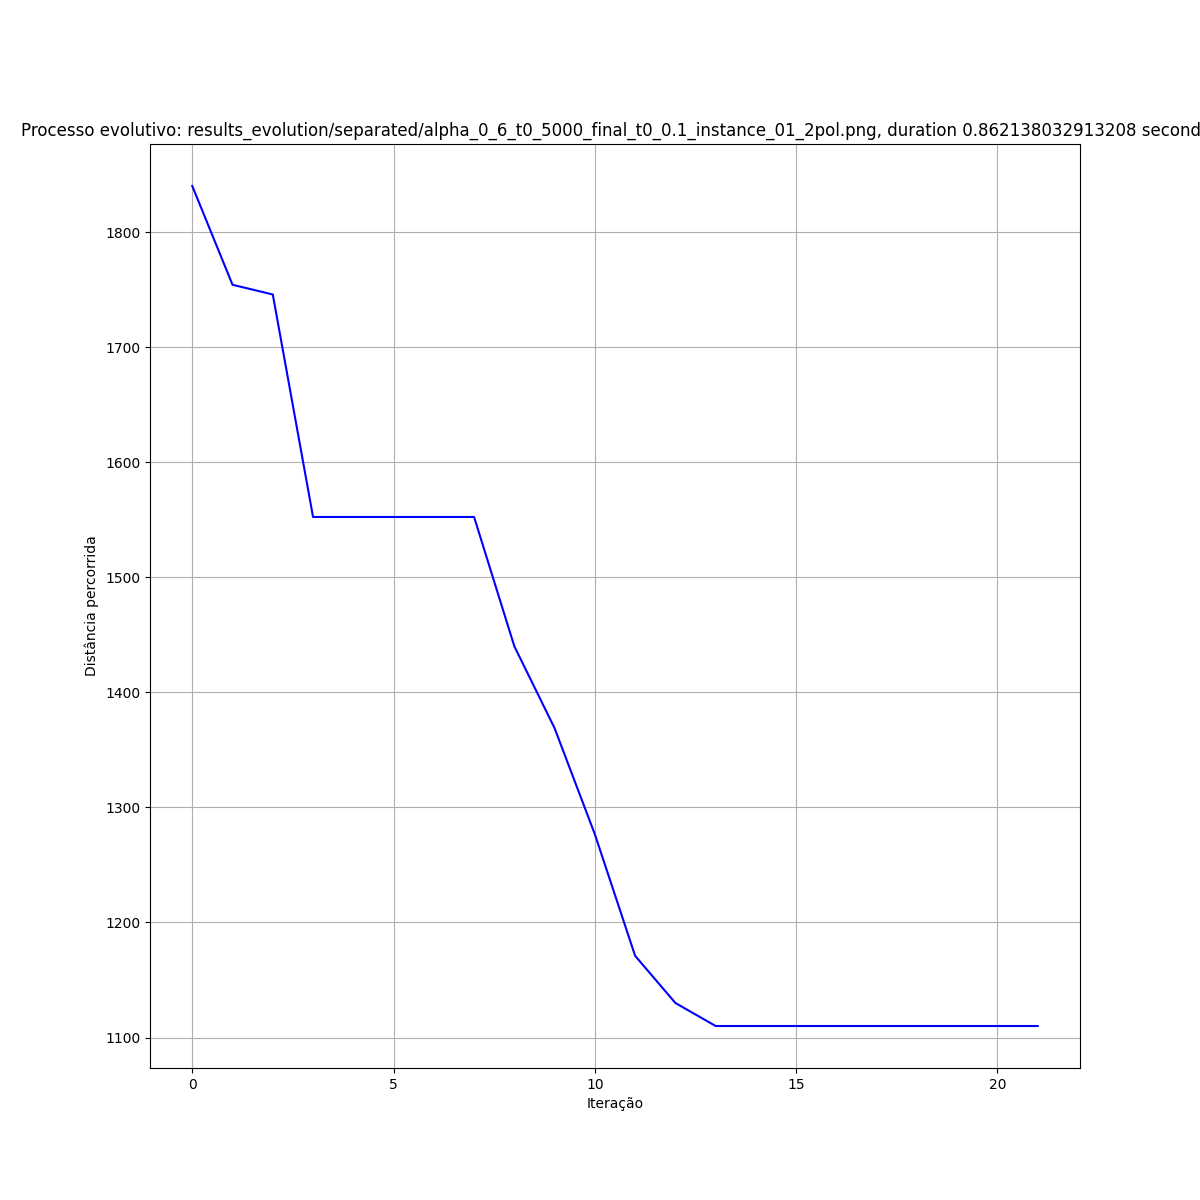 Processo evolutivo: results_evolution/separated/alpha_0_6_t0_5000_final_t0_0.1_instance_01_2pol.png, duration 0.862138032913208 second
1800
1700
1600
1500
1400
1300
1200
1100
Distância percorrida
0 5 10 15 20
Iteração